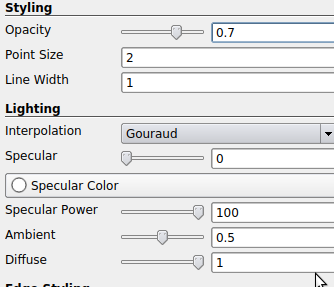 Styling
Opacity 0.7
Point Size 2
Line Width 1
Lighting
Interpolation Gouraud
Specular 0
Specular Color
Specular Power 100
Ambient 0.5
Diffuse 1
Edge Styling